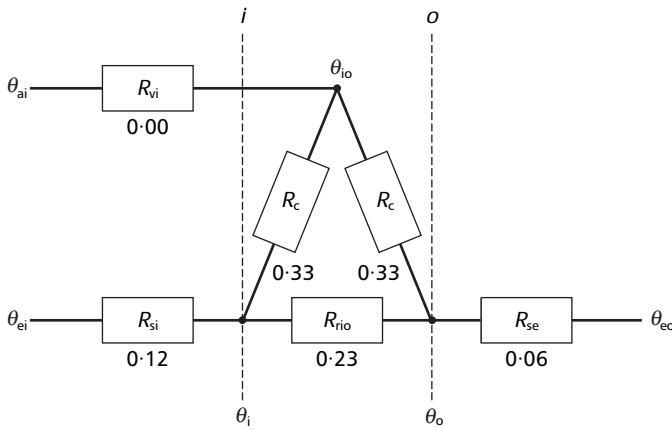 i
o
θio
θai
Rvi
0·00
Rc
Rc
0·33
0·33
θei
Rsi
Rrio
Rse
θeo
0·12
0·23
0·06
θi
θo